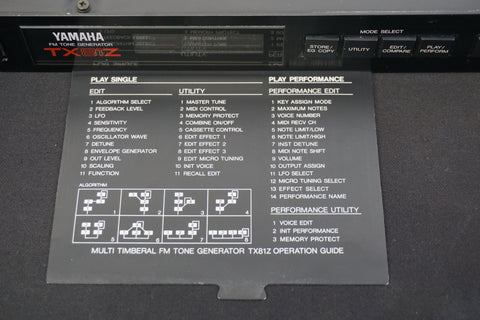 YAMAHA
FM TONE GENERATOR
TX81Z
MODE SELECT
STORE/
EQ. COPY
UTILITY
EDIT/
COMPARE
PLAY/
PERFORM
PLAY SINGLE
EDIT
1 ALGORITHM SELECT
2 FEEDBACK LEVEL
3 LFO
4 SENSITIVITY
5 FREQUENCY
6 OSCILLATOR WAVE
7 DETUNE
8 ENVELOPE GENERATOR
9 OUT LEVEL
10 SCALING
11 FUNCTION
UTILITY
1 MASTER TUNE
2 MIDI CONTROL
3 MEMORY PROTECT
4 COMBINE ON/OFF
5 CASSETTE CONTROL
6 EDIT EFFECT 1
7 EDIT EFFECT 2
8 EDIT EFFECT 3
9 EDIT MICRO TUNING
10 INIT VOICE
11 RECALL EDIT
PLAY PERFORMANCE
PERFORMANCE EDIT
1 KEY ASSIGN MODE
2 MAXIMUM NOTES
3 VOICE NUMBER
4 MIDI RECV CH
5 NOTE LIMIT/LOW
6 NOTE LIMIT/HIGH
7 INST DETUNE
8 MIDI NOTE SHIFT
9 VOLUME
10 OUTPUT ASSIGN
11 LFO SELECT
12 MICRO TUNING SELECT
13 EFFECT SELECT
14 PERFORMANCE NAME
PERFORMANCE UTILITY
1 VOICE EDIT
2 INIT PERFORMANCE
3 MEMORY PROTECT
ALGORITHM
1
2
3
4
5
6
7
8
MULTI TIMBERAL FM TONE GENERATOR TX81Z OPERATION GUIDE